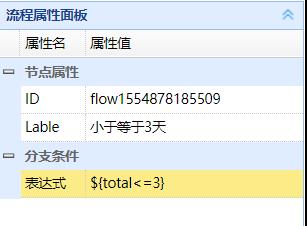 流程属性面板
属性名 属性值
节点属性
ID flow1554878185509
Lable 小于等于3天
分支条件
表达式 ${total<=3}